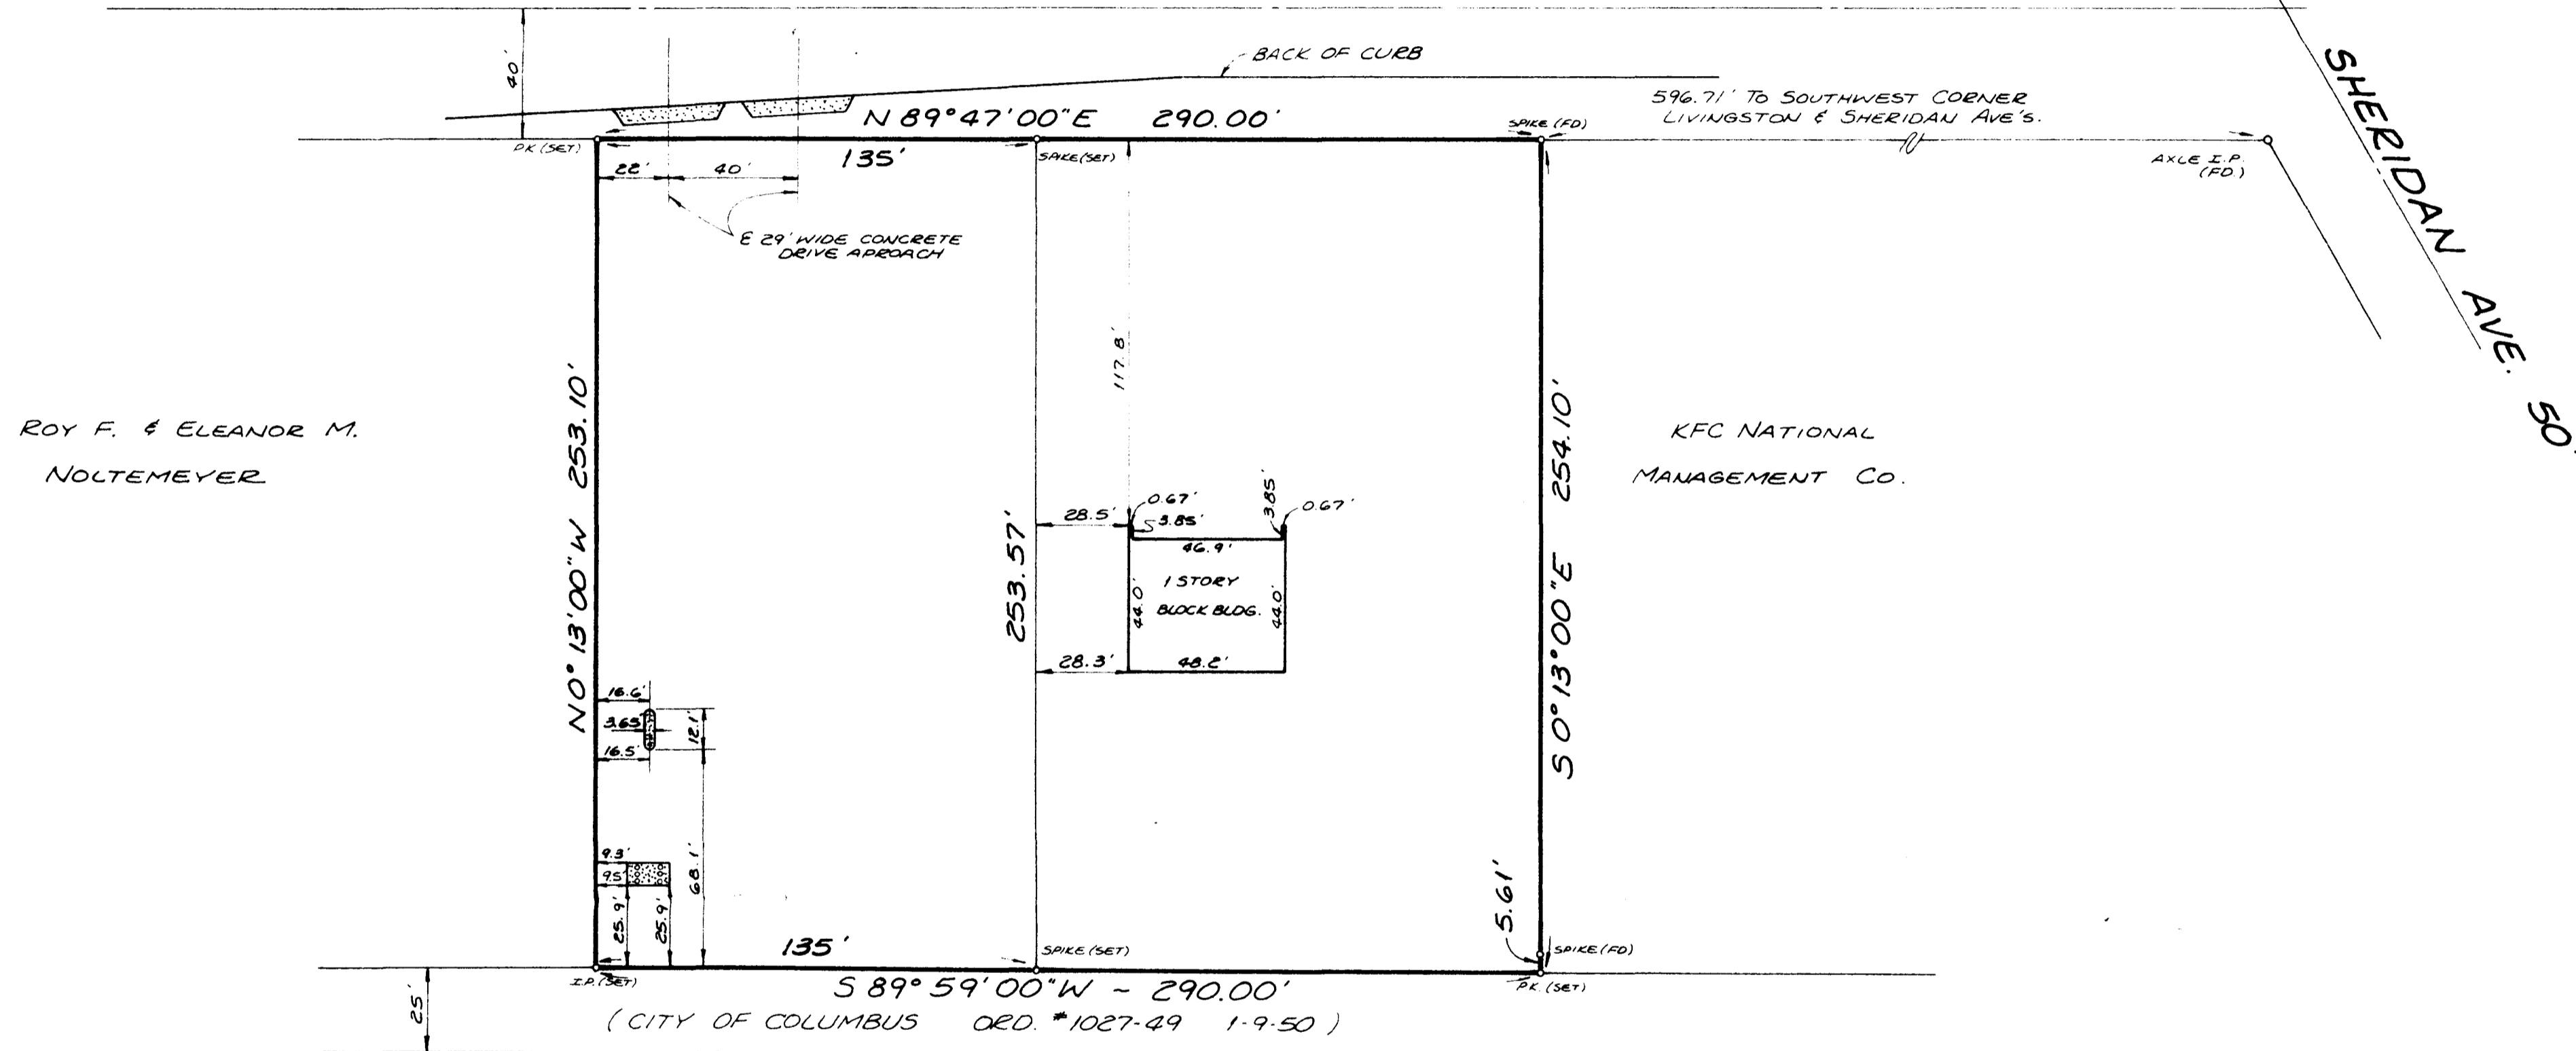 40'
BACK OF CURB
SHERIDAN AVE. 50'
596.71' TO SOUTHWEST CORNER
LIVINGSTON & SHERIDAN AVE'S.
N 89°47'00"E 290.00'
SPIKE (FD)
PK (SET)
135'
SPIKE (SET)
AXLE I.P.
(FD.)
22'
40'
29' WIDE CONCRETE
DRIVE APROACH
117.8'
N 0° 13' 00" W 253.10'
ROY F. & ELEANOR M.
NOLTEMEYER
S 0° 13' 00" E 254.10'
KFC NATIONAL
MANAGEMENT CO.
253.57'
0.67'
3.85'
0.67'
28.5'
3.85'
46.9'
1 STORY
BLOCK BLDG.
44.0'
44.0'
28.3'
48.2'
16.6'
3.65'
12.1'
16.5'
9.3'
9.5'
68.1'
25.9'
25.9'
5.61'
135'
SPIKE (SET)
SPIKE (FD)
I.P. (SET)
S 89° 59' 00" W ~ 290.00'
PK. (SET)
25'
(CITY OF COLUMBUS ORD. #1027-49 1-9-50)